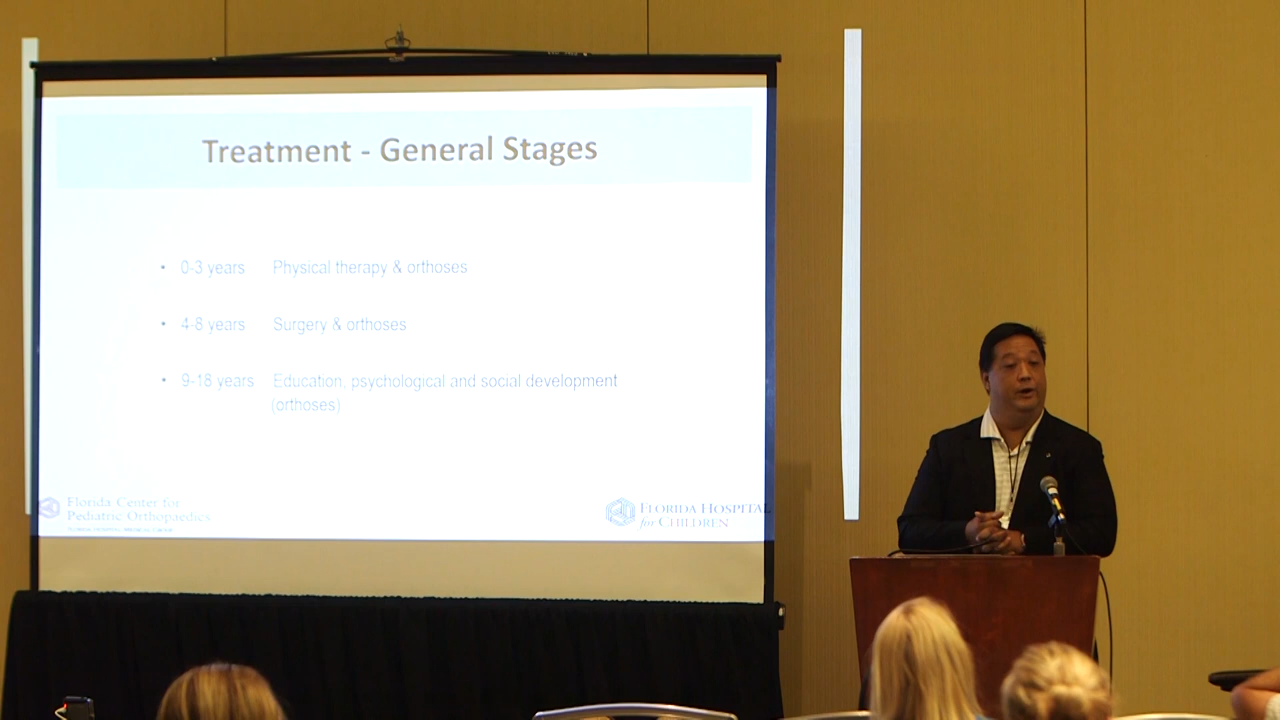 Treatment - General Stages
• 0-3 years Physical therapy & orthoses
• 4-8 years Surgery & orthoses
• 9-18 years Education, psychological and social development
(orthoses)
Florida Center for
Pediatric Orthopaedics
FLORIDA HOSPITAL
for CHILDREN